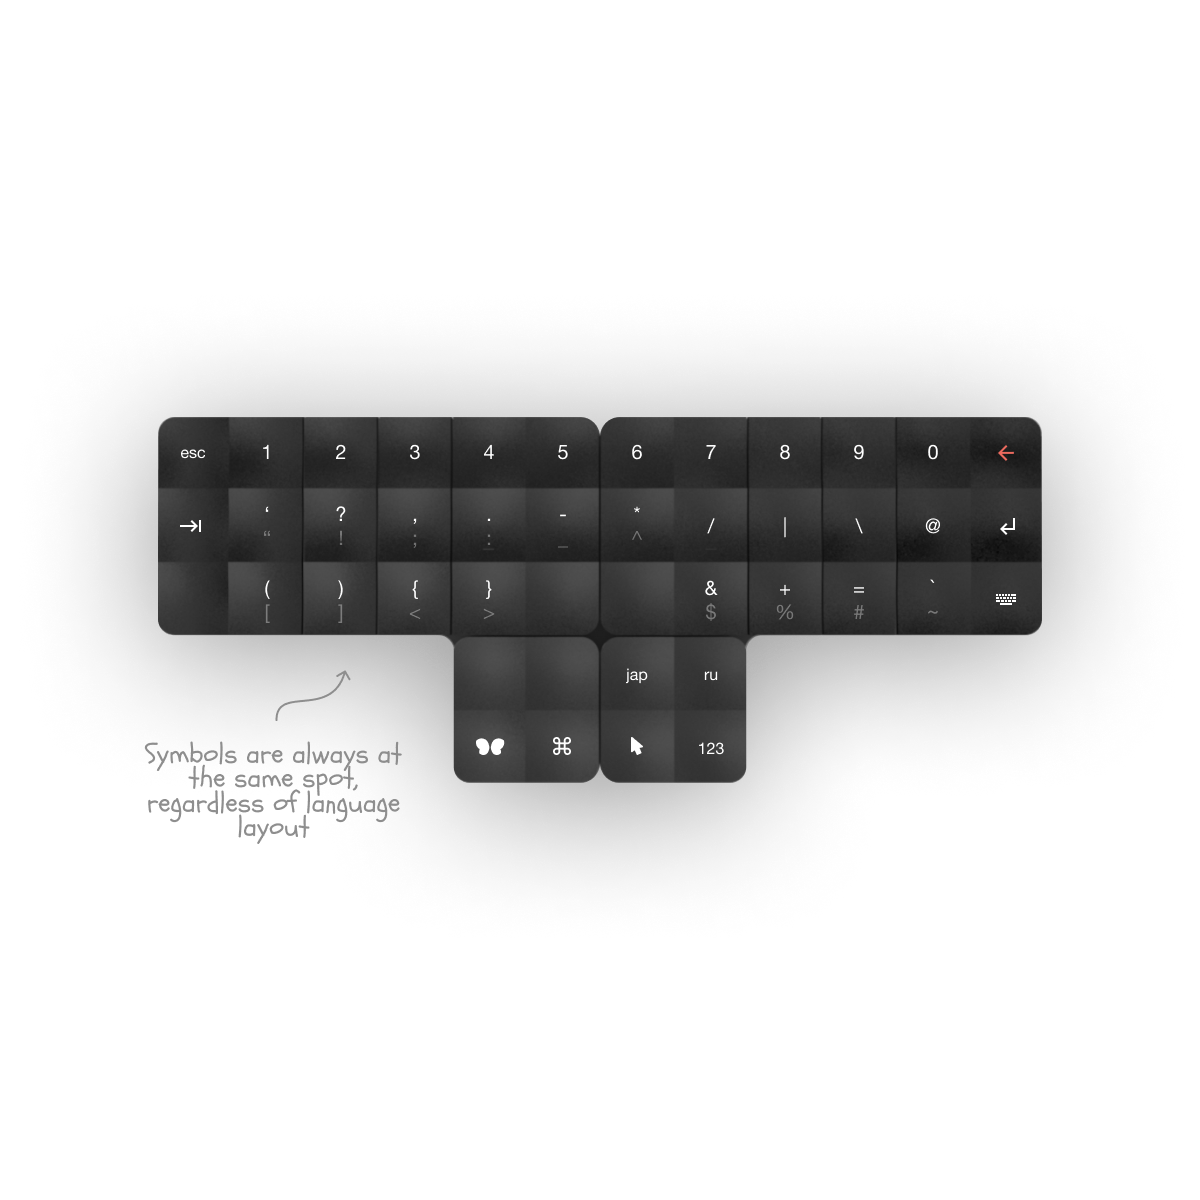 esc 1 2 3 4 5 6 7 8 9 0 ←
→| ‘ ? , . - * / | \ @ ↵
“ ! ; : _ ^
( ) { } & + = `
[ ] < > $ % # ~
jap ru
⌘ 123
Symbols are always at
the same spot,
regardless of language
layout